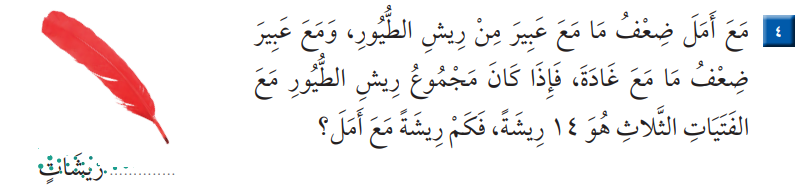 ٤ مَعَ أَمَلَ ضِعْفُ مَا مَعَ عَبِيرَ مِنْ رِيشِ الطُّيُورِ، وَمَعَ عَبِيرَ
ضِعْفُ مَا مَعَ غَادَةَ، فَإِذَا كَانَ مَجْمُوعُ رِيشِ الطُّيُورِ مَعَ
الفَتَيَاتِ الثَّلاثِ هُوَ ١٤ رِيشَةً، فَكَمْ رِيشَةً مَعَ أَمَلَ؟
.............. رِيشَاتٍ